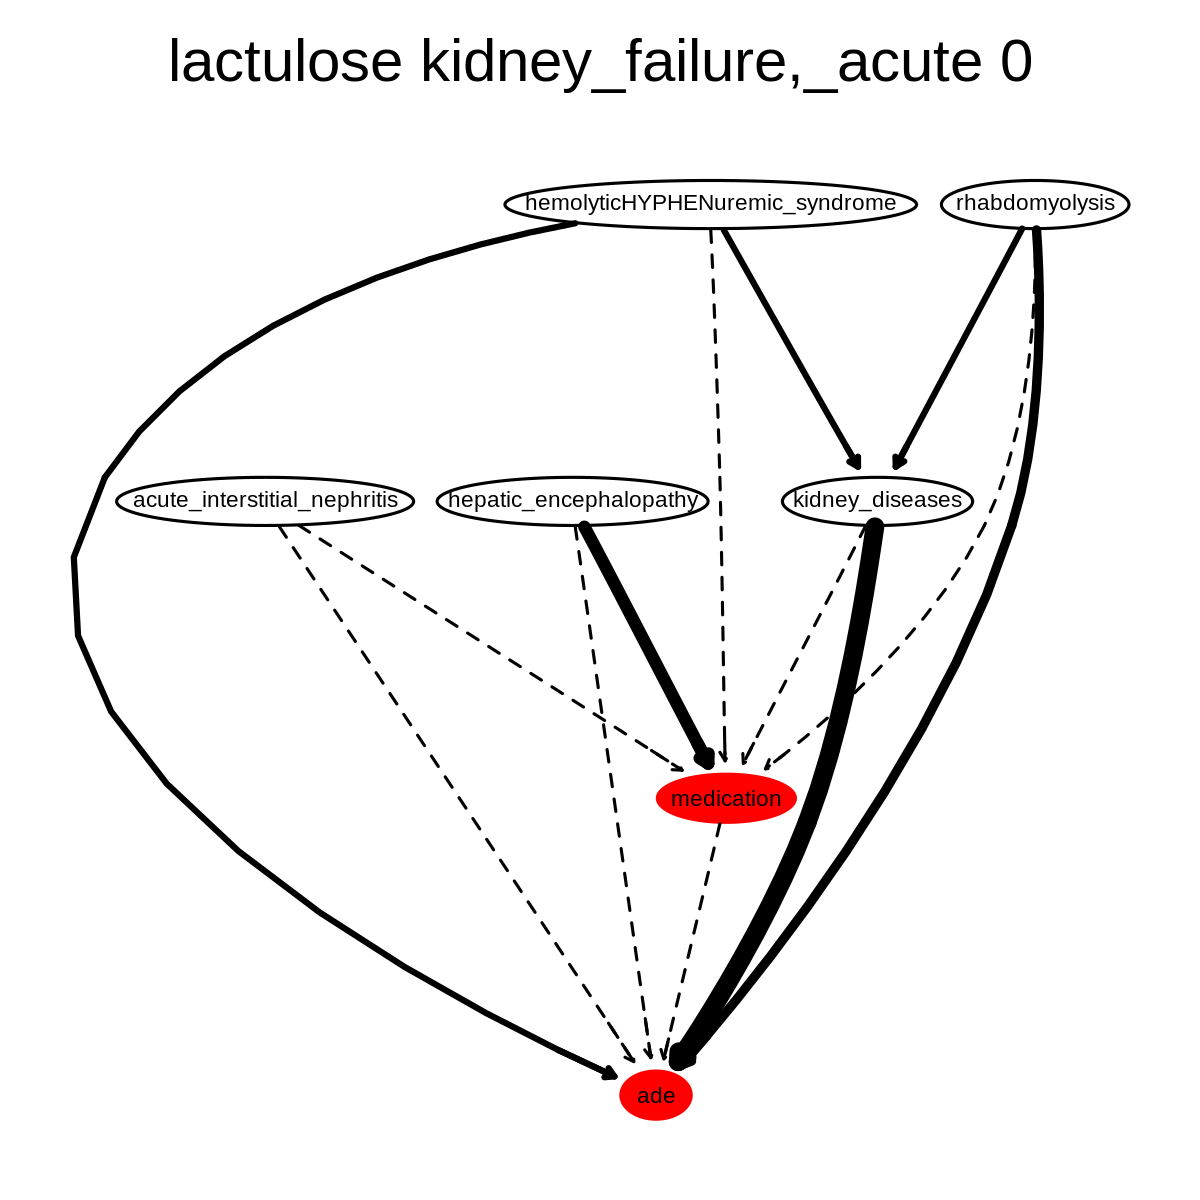 lactulose kidney_failure,_acute 0
hemolyticHYPHENuremic_syndrome
rhabdomyolysis
acute_interstitial_nephritis
hepatic_encephalopathy
kidney_diseases
medication
ade